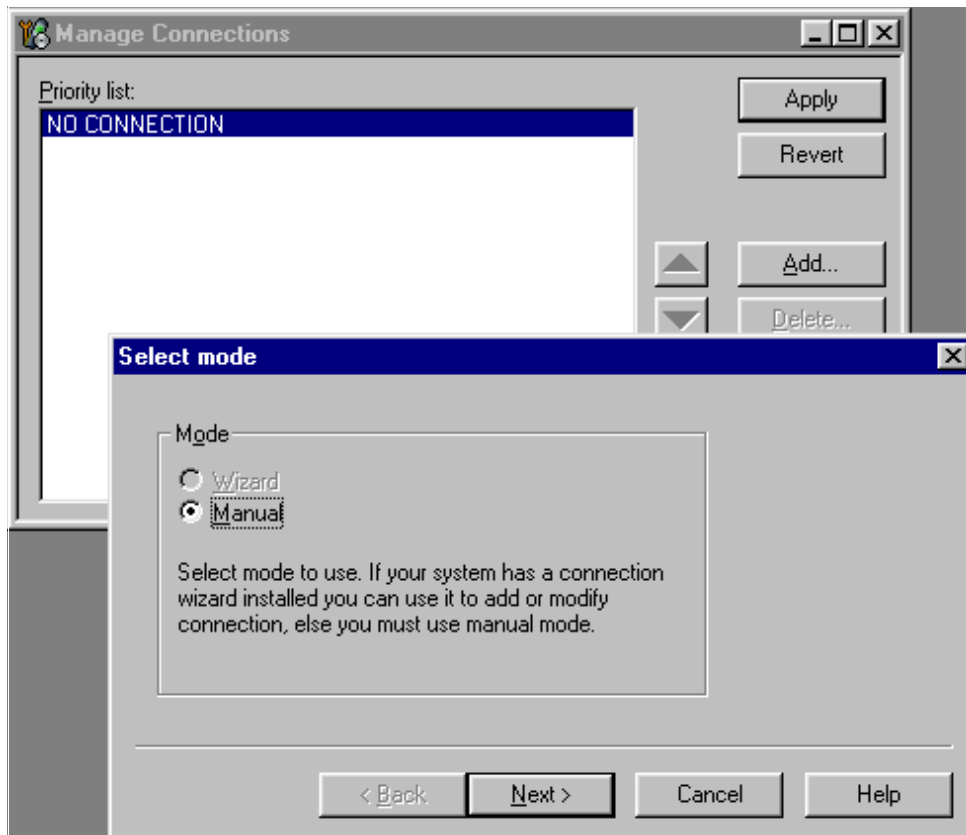 Manage Connections
Priority list:
NO CONNECTION
Apply
Revert
Add...
Delete...
Select mode
Mode
Wizard
Manual
Select mode to use. If your system has a connection
wizard installed you can use it to add or modify
connection, else you must use manual mode.
< Back
Next >
Cancel
Help